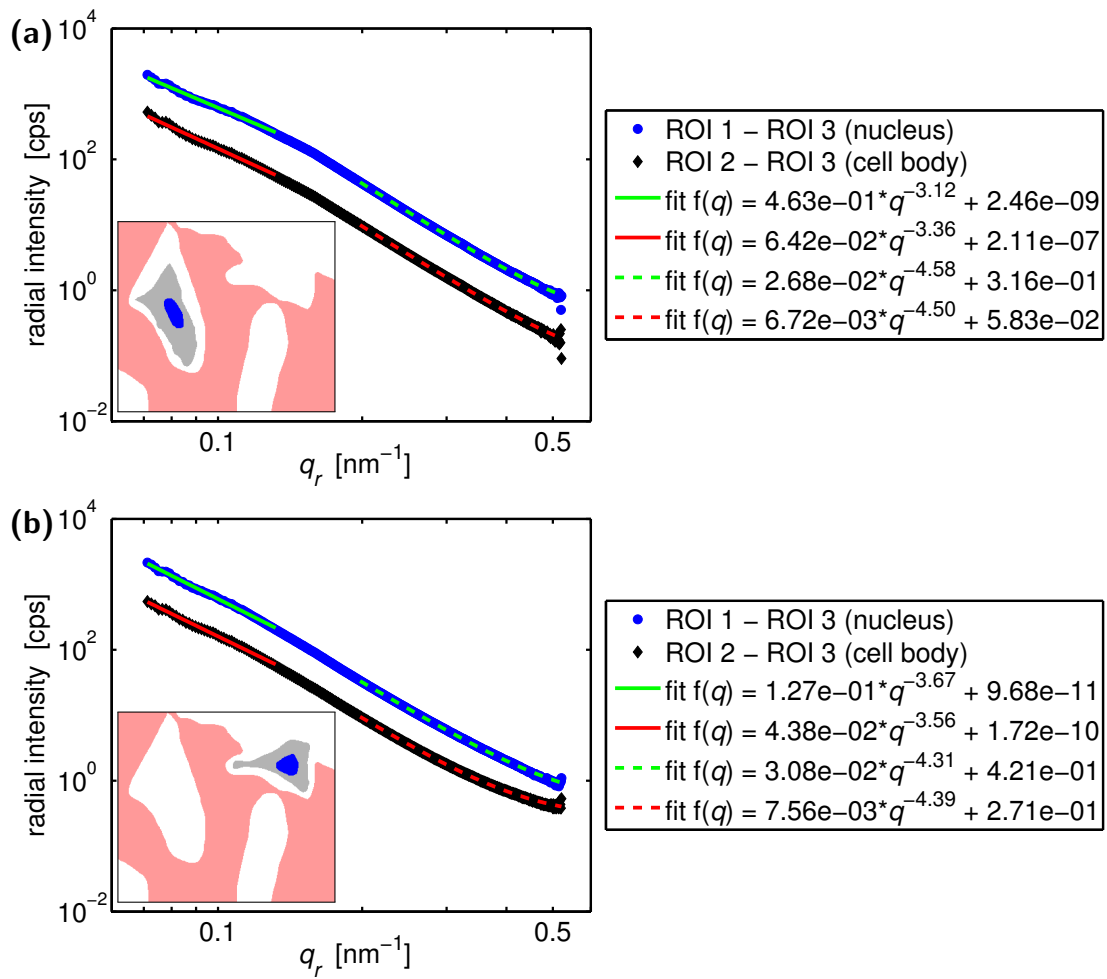 (a)
10^4
10^2
10^0
10^−2
radial intensity [cps]
0.1
0.5
q_r [nm^−1]
ROI 1 − ROI 3 (nucleus)
ROI 2 − ROI 3 (cell body)
fit f(q) = 4.63e−01*q^−3.12 + 2.46e−09
fit f(q) = 6.42e−02*q^−3.36 + 2.11e−07
fit f(q) = 2.68e−02*q^−4.58 + 3.16e−01
fit f(q) = 6.72e−03*q^−4.50 + 5.83e−02
(b)
10^4
10^2
10^0
10^−2
radial intensity [cps]
0.1
0.5
q_r [nm^−1]
ROI 1 − ROI 3 (nucleus)
ROI 2 − ROI 3 (cell body)
fit f(q) = 1.27e−01*q^−3.67 + 9.68e−11
fit f(q) = 4.38e−02*q^−3.56 + 1.72e−10
fit f(q) = 3.08e−02*q^−4.31 + 4.21e−01
fit f(q) = 7.56e−03*q^−4.39 + 2.71e−01